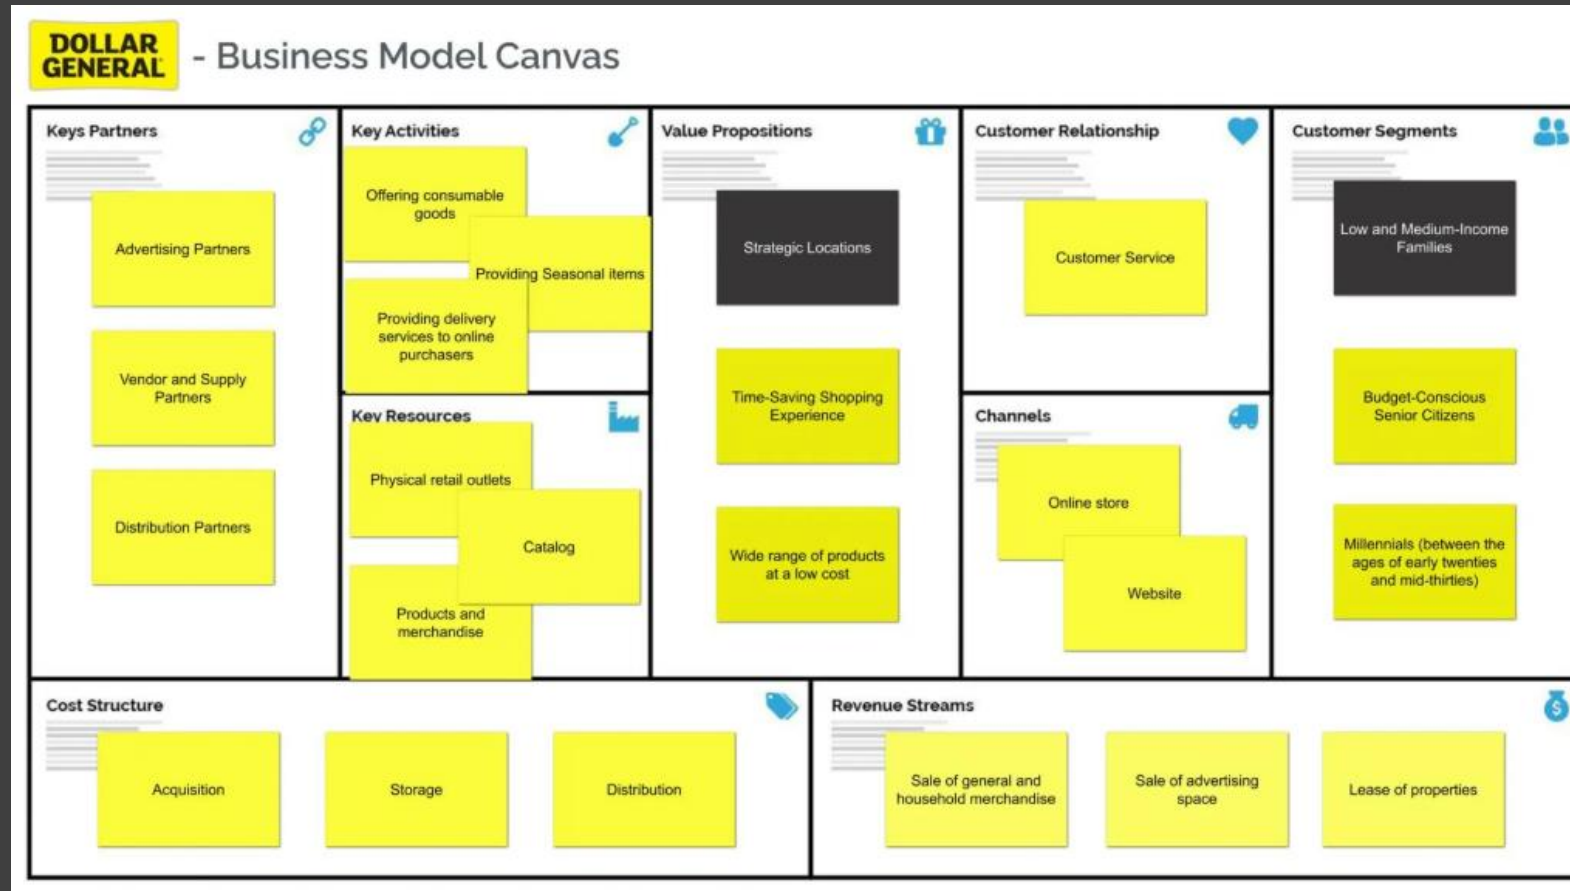 DOLLAR
GENERAL
- Business Model Canvas
Keys Partners
Advertising Partners
Vendor and Supply
Partners
Distribution Partners
Key Activities
Offering consumable
goods
Providing Seasonal items
Providing delivery
services to online
purchasers
Key Resources
Physical retail outlets
Catalog
Products and
merchandise
Value Propositions
Strategic Locations
Time-Saving Shopping
Experience
Wide range of products
at a low cost
Customer Relationship
Customer Service
Channels
Online store
Website
Customer Segments
Low and Medium-Income
Families
Budget-Conscious
Senior Citizens
Millennials (between the
ages of early twenties
and mid-thirties)
Cost Structure
Acquisition
Storage
Distribution
Revenue Streams
$
Sale of general and
household merchandise
Sale of advertising
space
Lease of properties